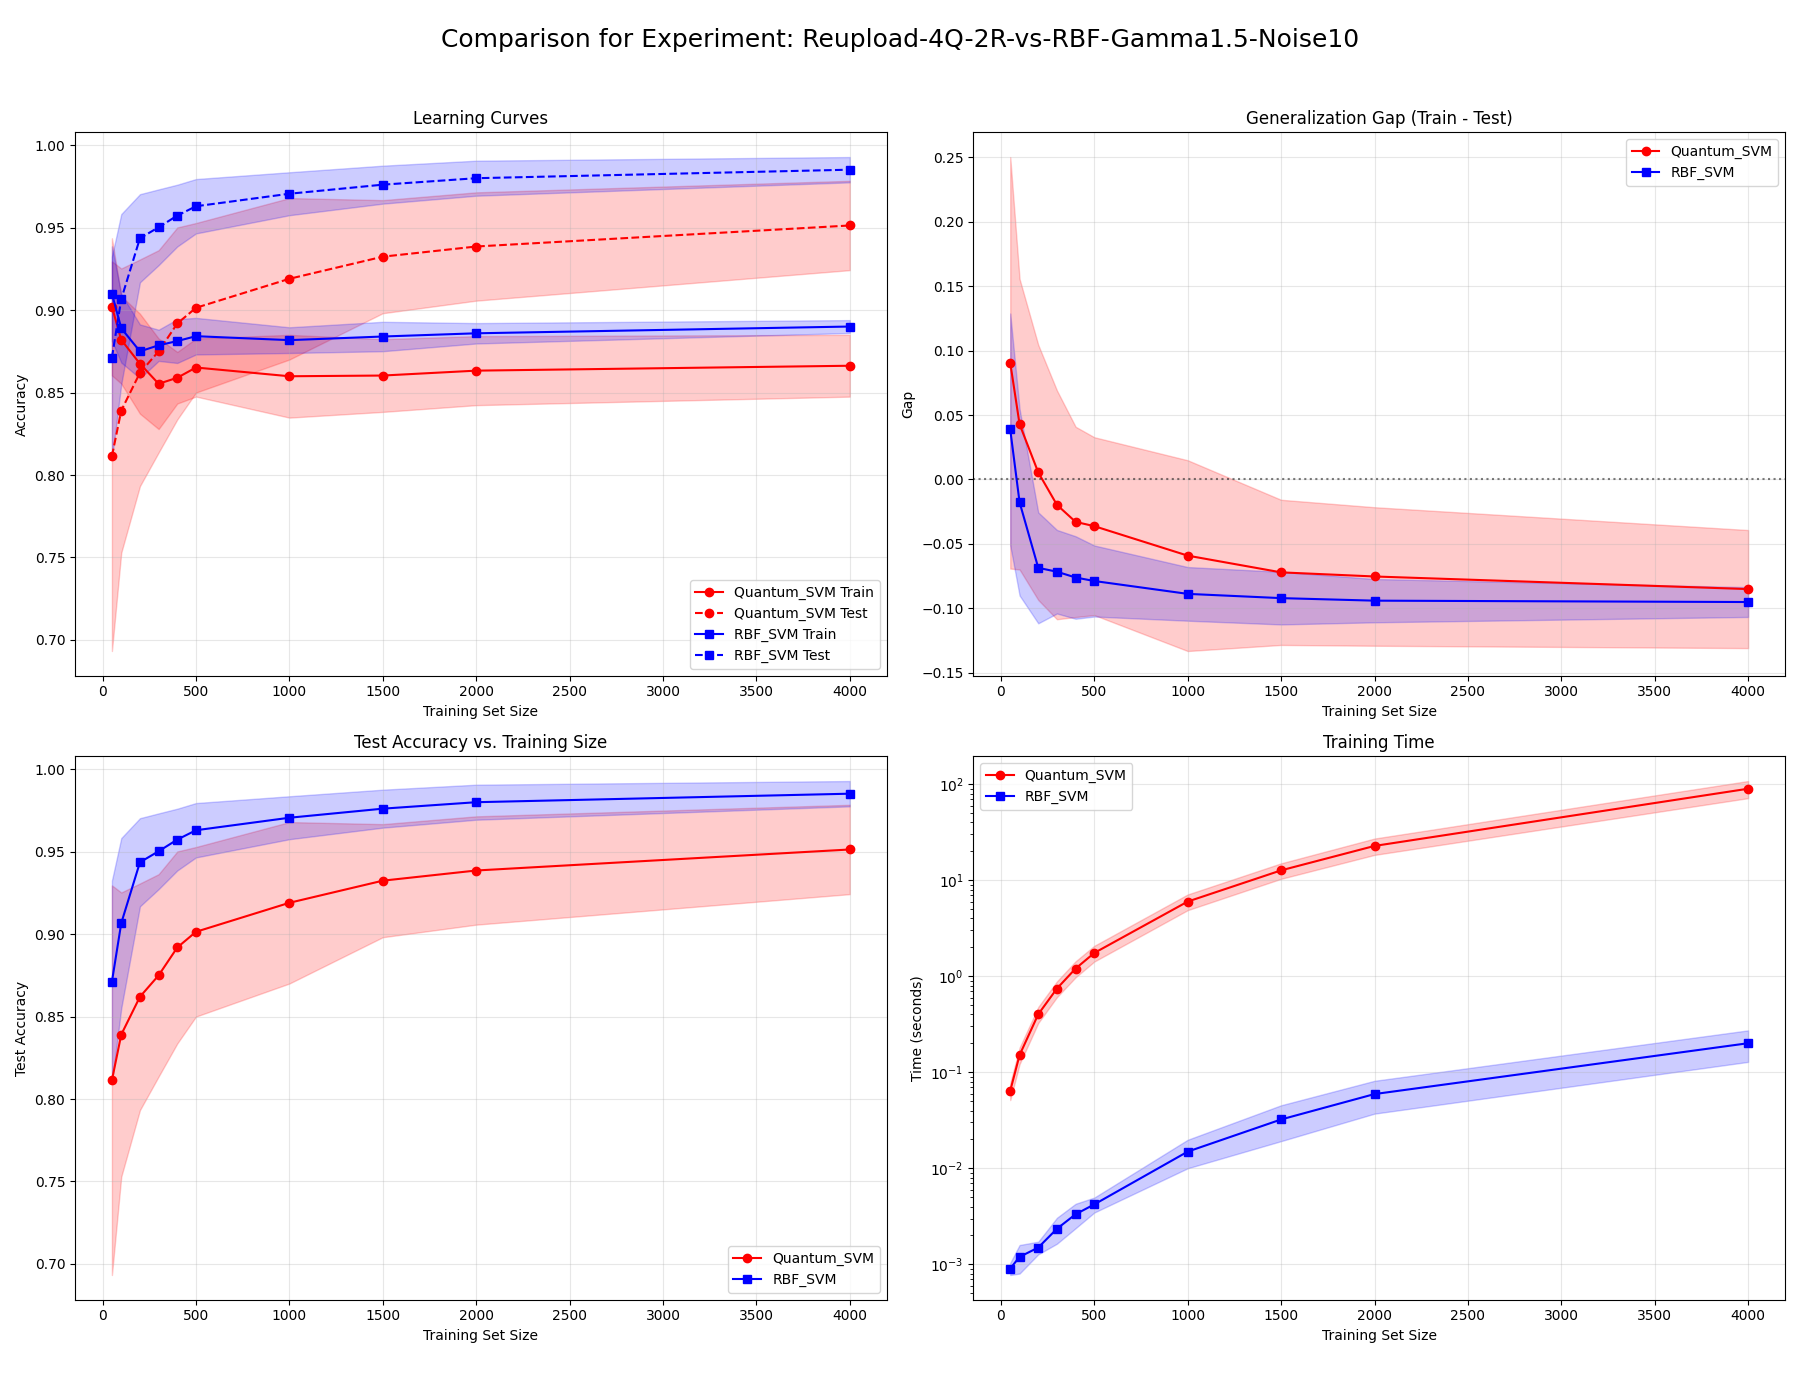 Comparison for Experiment: Reupload-4Q-2R-vs-RBF-Gamma1.5-Noise10
Learning Curves
1.00
0.95
0.90
0.85
0.80
0.75
0.70
Accuracy
Quantum_SVM Train
Quantum_SVM Test
RBF_SVM Train
RBF_SVM Test
0 500 1000 1500 2000 2500 3000 3500 4000
Training Set Size
Generalization Gap (Train - Test)
0.25
0.20
0.15
0.10
0.05
0.00
−0.05
−0.10
−0.15
Gap
Quantum_SVM
RBF_SVM
0 500 1000 1500 2000 2500 3000 3500 4000
Training Set Size
Test Accuracy vs. Training Size
1.00
0.95
0.90
0.85
0.80
0.75
0.70
Test Accuracy
Quantum_SVM
RBF_SVM
0 500 1000 1500 2000 2500 3000 3500 4000
Training Set Size
Training Time
Quantum_SVM
RBF_SVM
10²
10¹
10⁰
10⁻¹
10⁻²
10⁻³
Time (seconds)
0 500 1000 1500 2000 2500 3000 3500 4000
Training Set Size